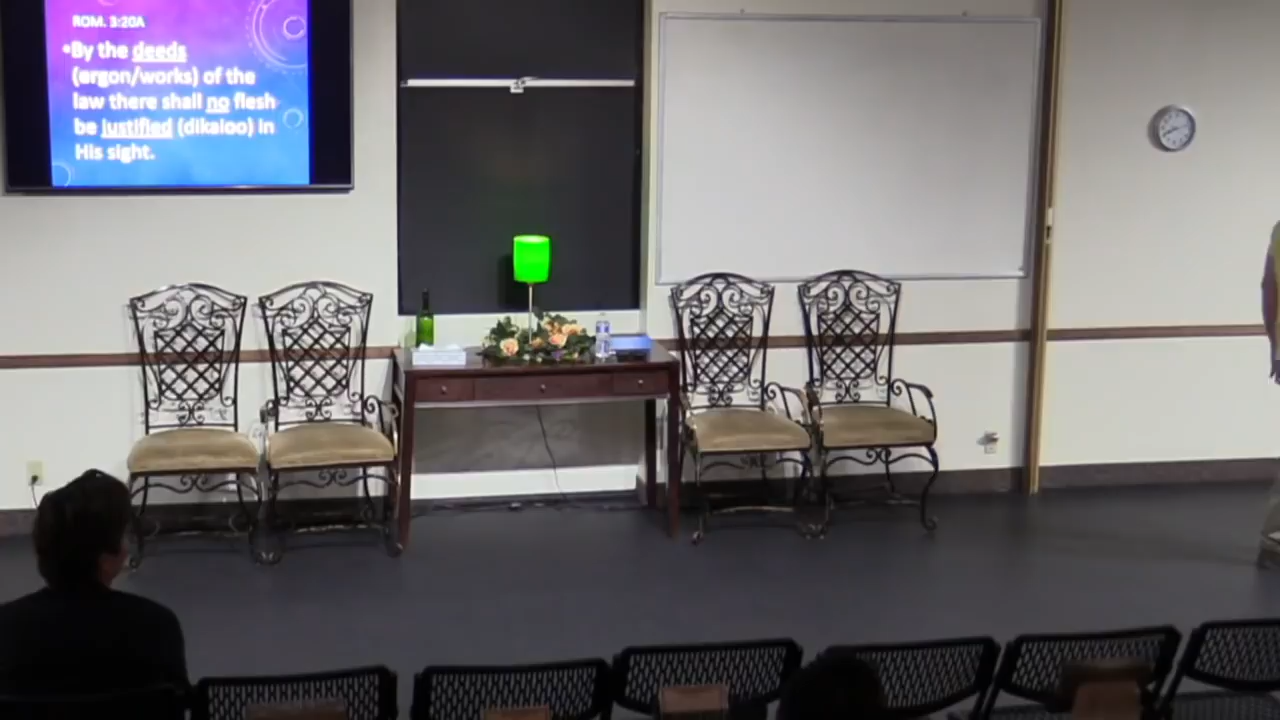 ROM. 3:20A
•By the deeds
(ergon/works) of the
law there shall no flesh
be justified (dikaioo) in
His sight.